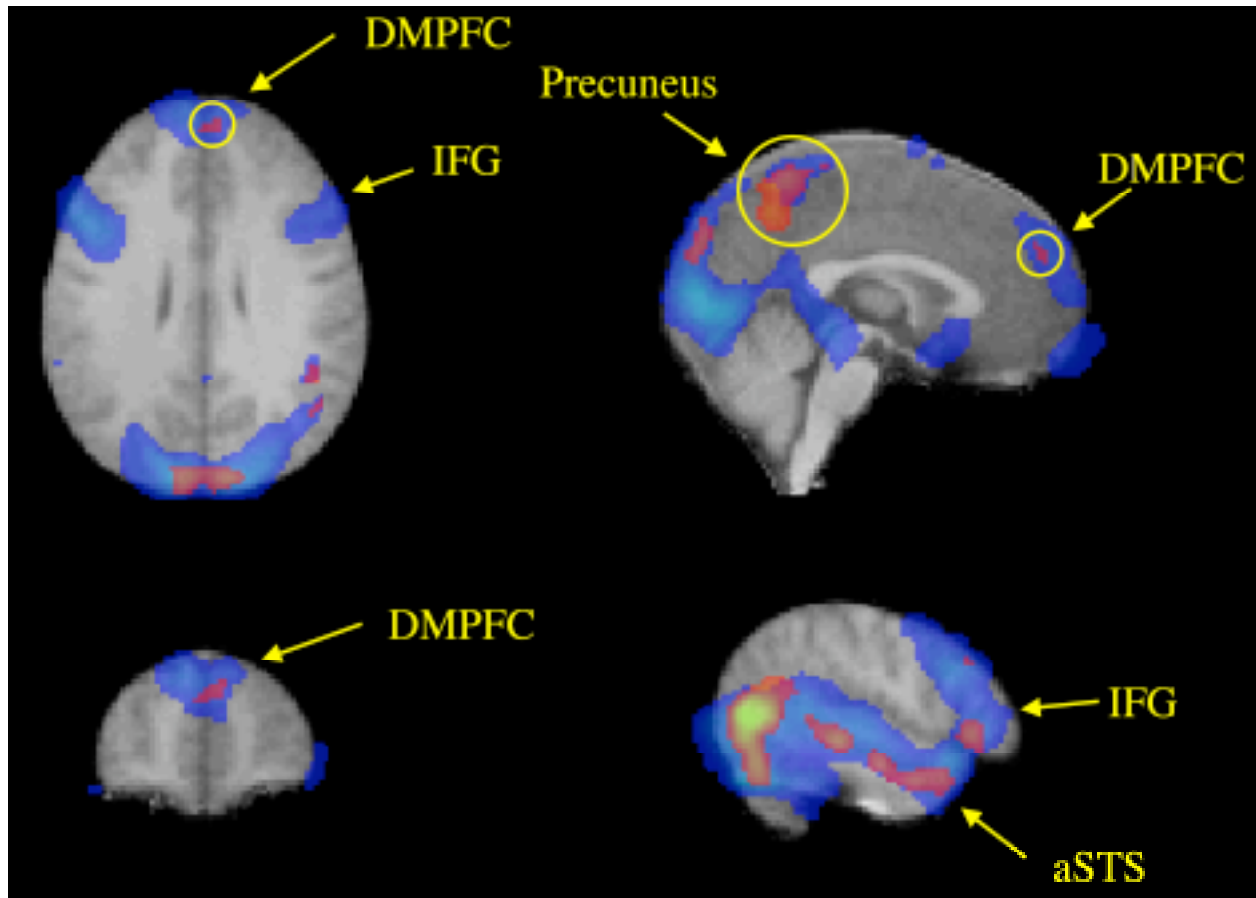 DMPFC
IFG
Precuneus
DMPFC
DMPFC
IFG
aSTS